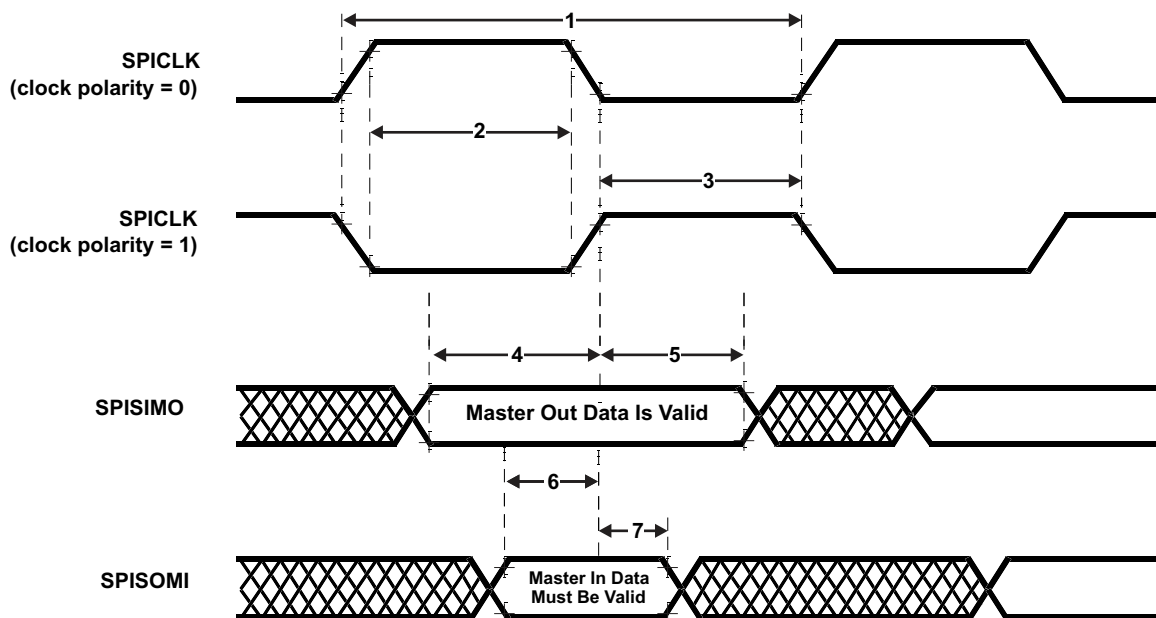 1
SPICLK
(clock polarity = 0)
2
3
SPICLK
(clock polarity = 1)
4
5
SPISIMO
Master Out Data Is Valid
6
7
SPISOMI
Master In Data
Must Be Valid